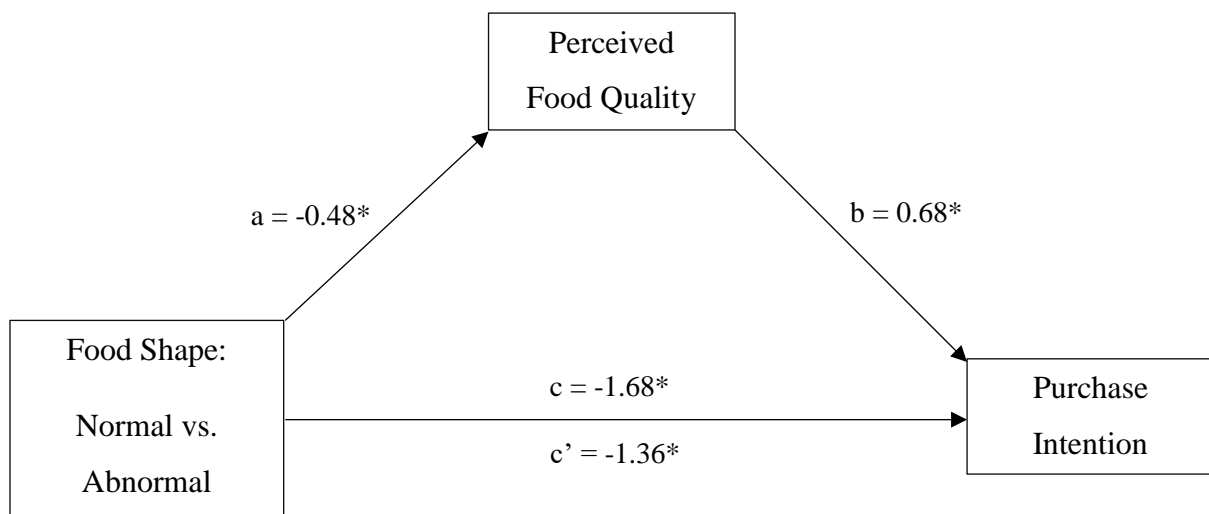 Perceived
Food Quality
a = -0.48*
b = 0.68*
Food Shape:
Normal vs.
Abnormal
c = -1.68*
c’ = -1.36*
Purchase
Intention